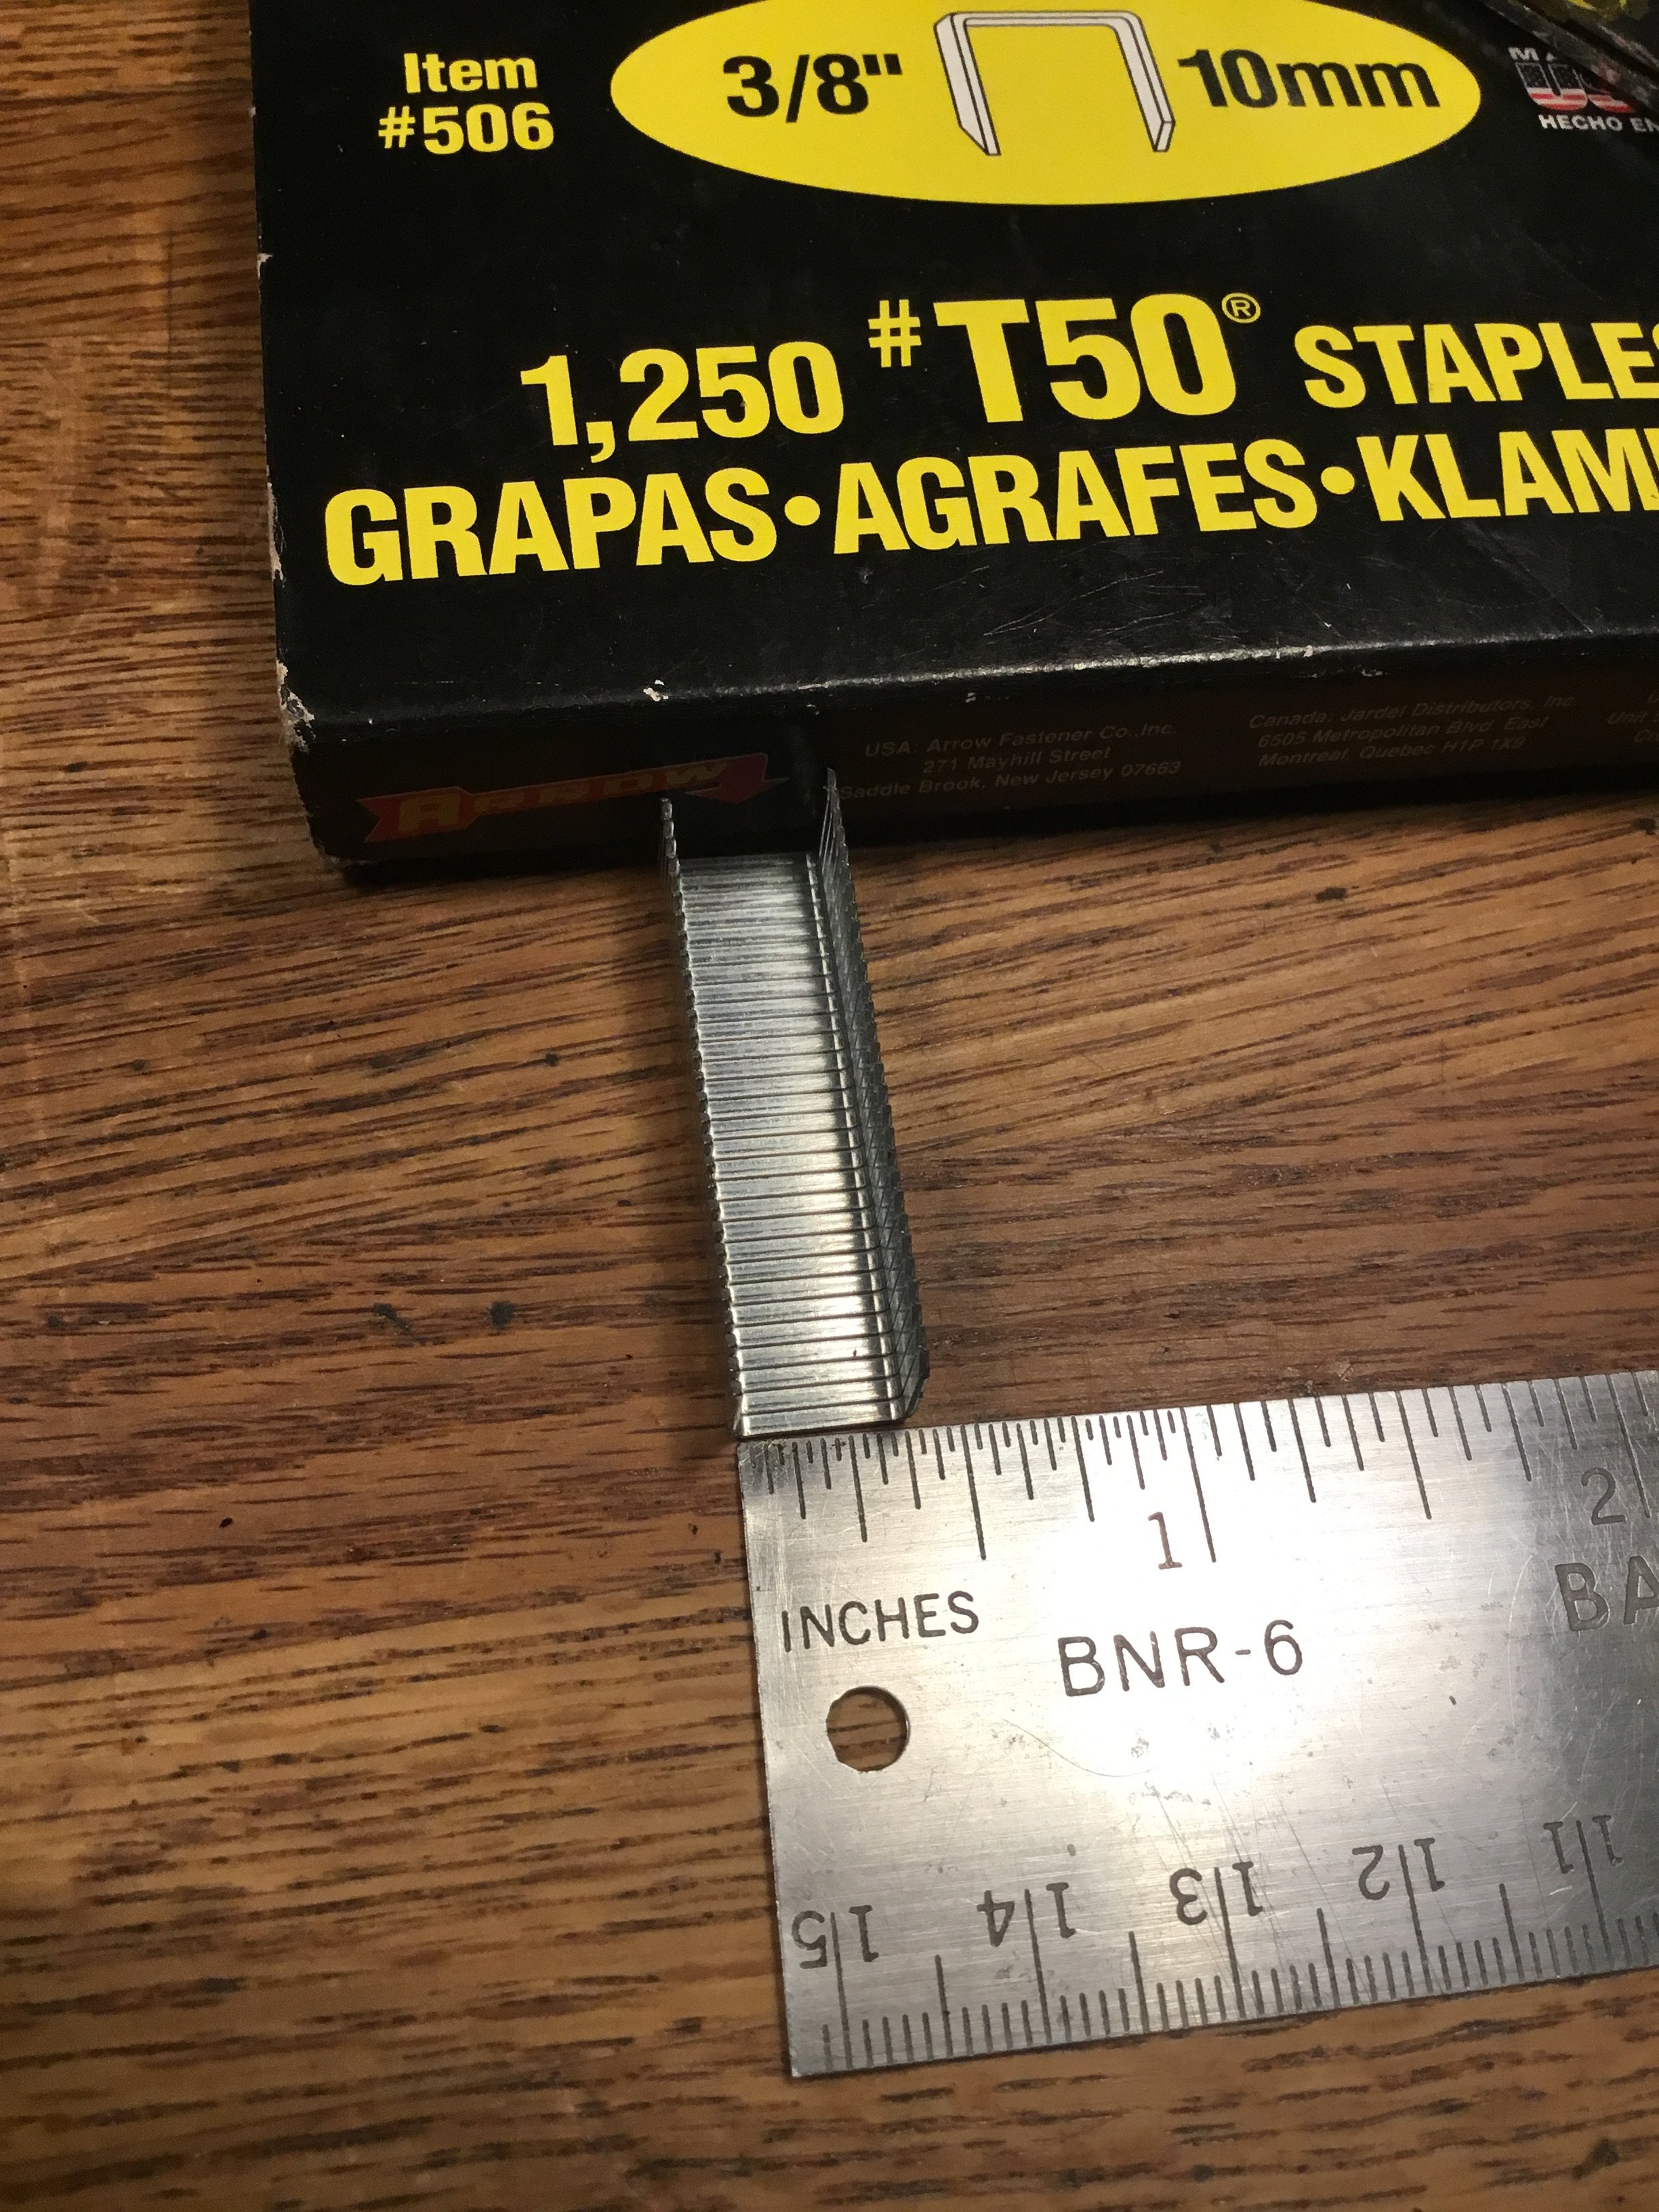 Item
#506
3/8" 10mm
HECHO EN
1,250 #T50® STAPLES
GRAPAS•AGRAFES•KLAM
ARROW
USA: Arrow Fastener Co.,Inc.
271 Mayhill Street
Saddle Brook, New Jersey 07663
Canada: Jardel Distributors, Inc.
6505 Metropolitan Blvd. East
Montreal, Quebec H1P 1X9
1 2
INCHES
BNR-6
BA
15 14 13 12 11